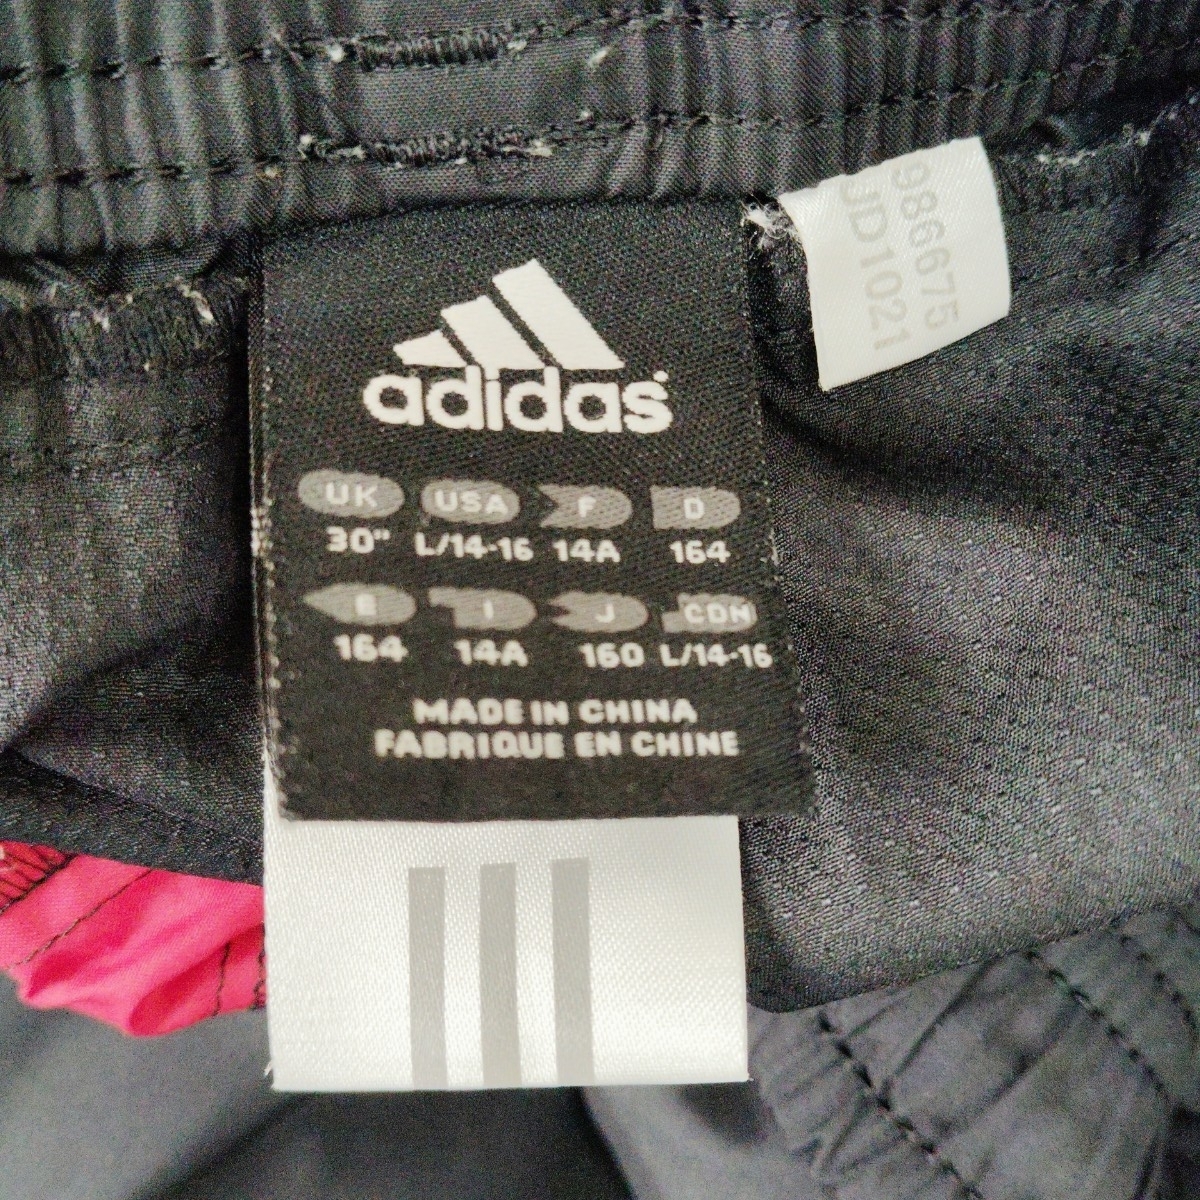 adidas
UK USA F D
30" L/14-16 14A 164
E I J CDN
164 14A 160 L/14-16
MADE IN CHINA
FABRIQUE EN CHINE
986675
JD1021